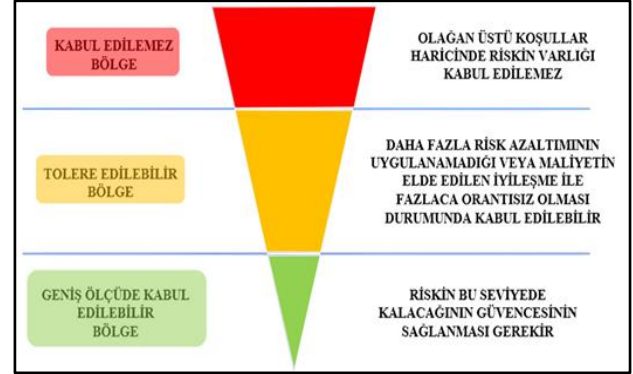 KABUL EDİLEMEZ
BÖLGE
OLAĞAN ÜSTÜ KOŞULLAR
HARİCİNDE RİSKİN VARLIĞI
KABUL EDİLEMEZ
TOLERE EDİLEBİLİR
BÖLGE
DAHA FAZLA RİSK AZALTIMININ
UYGULANAMADIĞI VEYA MALİYETİN
ELDE EDİLEN İYİLEŞME İLE
FAZLACA ORANTISIZ OLMASI
DURUMUNDA KABUL EDİLEBİLİR
GENİŞ ÖLÇÜDE KABUL
EDİLEBİLİR
BÖLGE
RİSKİN BU SEVİYEDE
KALACAĞININ GÜVENCESİNİN
SAĞLANMASI GEREKİR